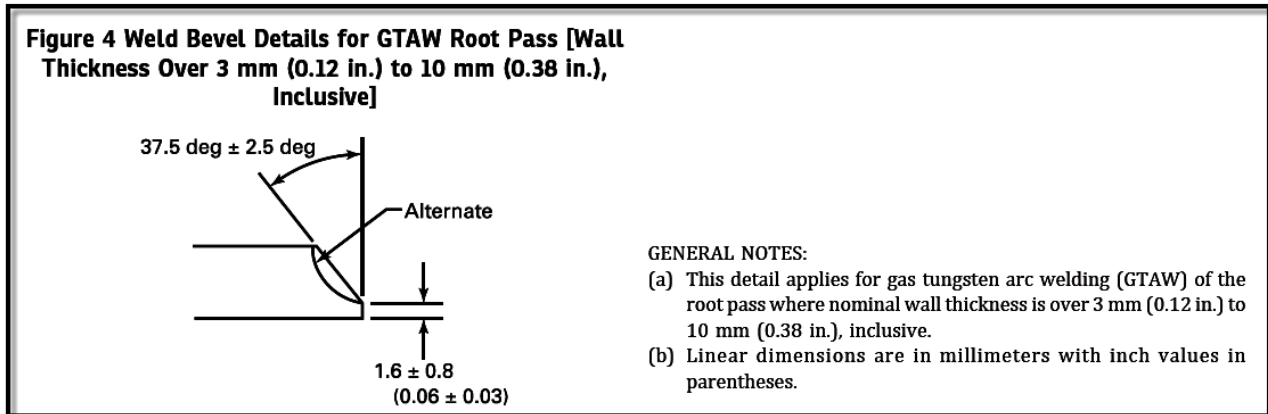 Figure 4 Weld Bevel Details for GTAW Root Pass [Wall
Thickness Over 3 mm (0.12 in.) to 10 mm (0.38 in.),
Inclusive]
37.5 deg ± 2.5 deg
Alternate
1.6 ± 0.8
(0.06 ± 0.03)
GENERAL NOTES:
(a) This detail applies for gas tungsten arc welding (GTAW) of the
root pass where nominal wall thickness is over 3 mm (0.12 in.) to
10 mm (0.38 in.), inclusive.
(b) Linear dimensions are in millimeters with inch values in
parentheses.